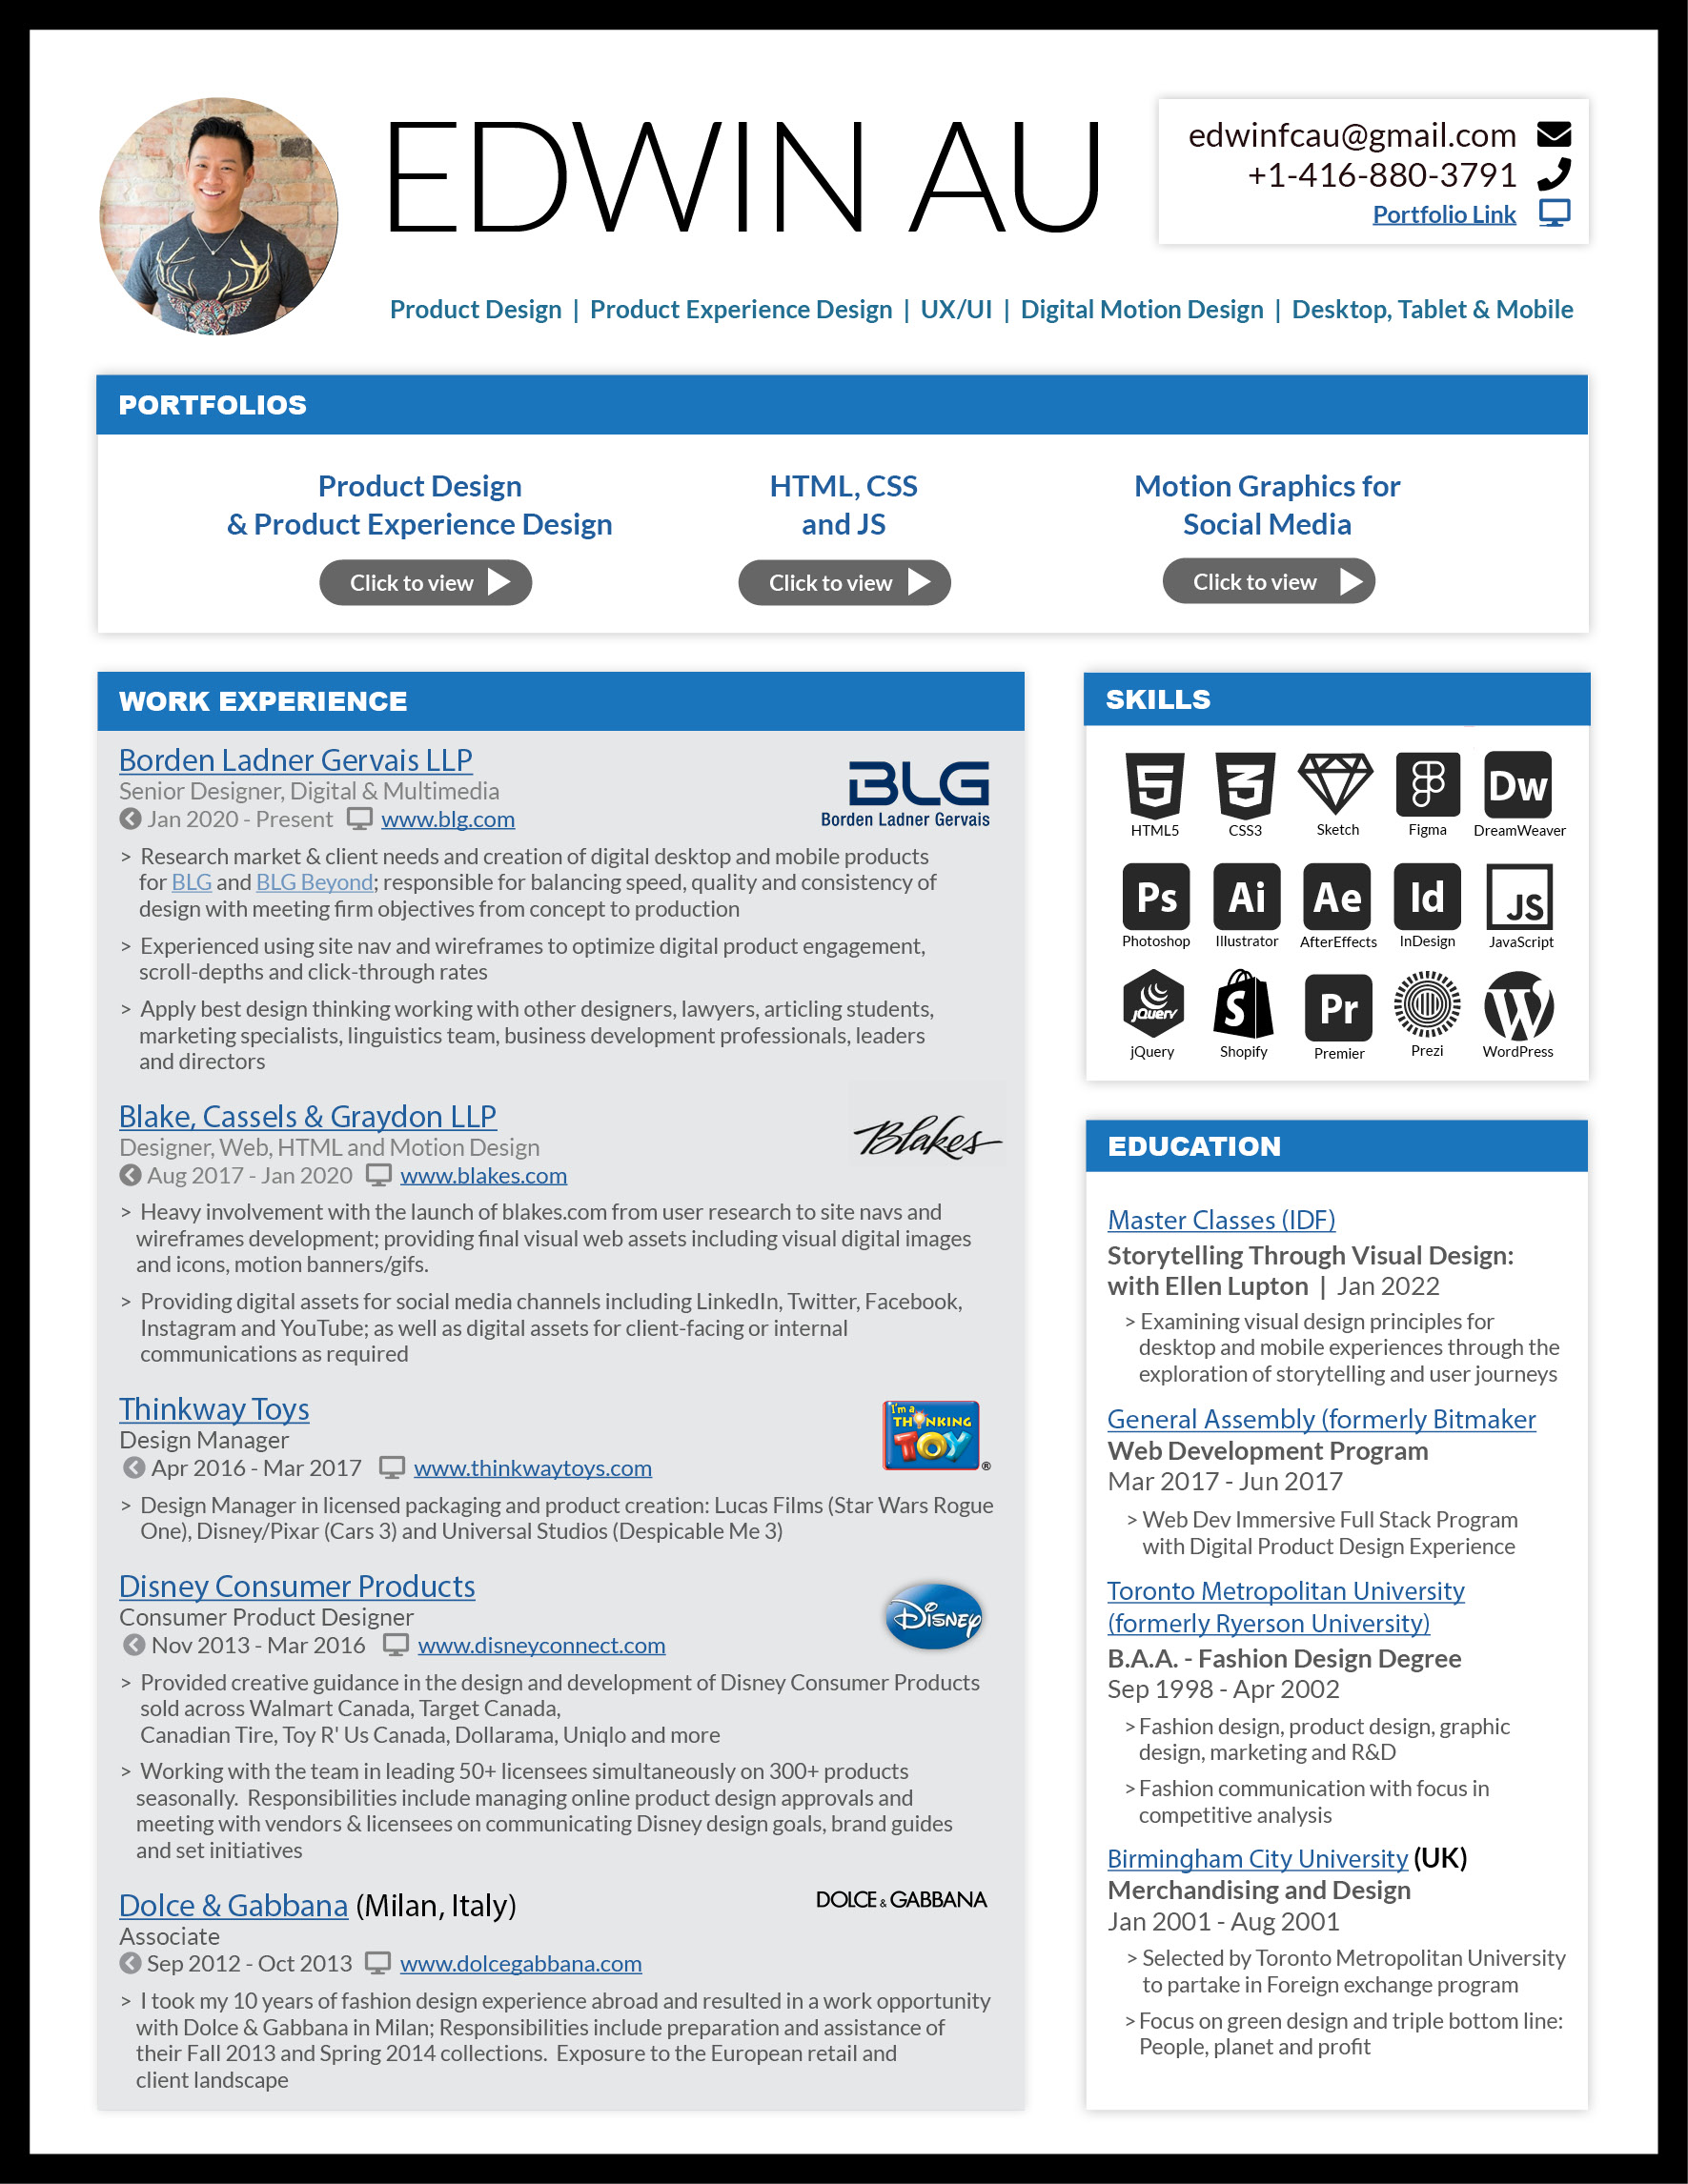 EDWIN AU
edwinfcau@gmail.com
+1-416-880-3791
Portfolio Link
Product Design | Product Experience Design | UX/UI | Digital Motion Design | Desktop, Tablet & Mobile
PORTFOLIOS
Product Design
& Product Experience Design
Click to view
HTML, CSS
and JS
Click to view
Motion Graphics for
Social Media
Click to view
WORK EXPERIENCE
Borden Ladner Gervais LLP
Senior Designer, Digital & Multimedia
Jan 2020 - Present www.blg.com
BLG
Borden Ladner Gervais
> Research market & client needs and creation of digital desktop and mobile products
for BLG and BLG Beyond; responsible for balancing speed, quality and consistency of
design with meeting firm objectives from concept to production
> Experienced using site nav and wireframes to optimize digital product engagement,
scroll-depths and click-through rates
> Apply best design thinking working with other designers, lawyers, articling students,
marketing specialists, linguistics team, business development professionals, leaders
and directors
Blake, Cassels & Graydon LLP
Designer, Web, HTML and Motion Design
Aug 2017 - Jan 2020 www.blakes.com
Blakes
> Heavy involvement with the launch of blakes.com from user research to site navs and
wireframes development; providing final visual web assets including visual digital images
and icons, motion banners/gifs.
> Providing digital assets for social media channels including LinkedIn, Twitter, Facebook,
Instagram and YouTube; as well as digital assets for client-facing or internal
communications as required
Thinkway Toys
Design Manager
Apr 2016 - Mar 2017 www.thinkwaytoys.com
I'm a
THINKING
TOY
®
> Design Manager in licensed packaging and product creation: Lucas Films (Star Wars Rogue
One), Disney/Pixar (Cars 3) and Universal Studios (Despicable Me 3)
Disney Consumer Products
Consumer Product Designer
Nov 2013 - Mar 2016 www.disneyconnect.com
Disney
> Provided creative guidance in the design and development of Disney Consumer Products
sold across Walmart Canada, Target Canada,
Canadian Tire, Toy R' Us Canada, Dollarama, Uniqlo and more
> Working with the team in leading 50+ licensees simultaneously on 300+ products
seasonally. Responsibilities include managing online product design approvals and
meeting with vendors & licensees on communicating Disney design goals, brand guides
and set initiatives
Dolce & Gabbana (Milan, Italy)
Associate
Sep 2012 - Oct 2013 www.dolcegabbana.com
DOLCE & GABBANA
> I took my 10 years of fashion design experience abroad and resulted in a work opportunity
with Dolce & Gabbana in Milan; Responsibilities include preparation and assistance of
their Fall 2013 and Spring 2014 collections. Exposure to the European retail and
client landscape
SKILLS
5 3 Dw
HTML5 CSS3 Sketch Figma DreamWeaver
Ps Ai Ae Id JS
Photoshop Illustrator AfterEffects InDesign JavaScript
jQuery S Pr W
jQuery Shopify Premier Prezi WordPress
EDUCATION
Master Classes (IDF)
Storytelling Through Visual Design:
with Ellen Lupton | Jan 2022
> Examining visual design principles for
desktop and mobile experiences through the
exploration of storytelling and user journeys
General Assembly (formerly Bitmaker
Web Development Program
Mar 2017 - Jun 2017
> Web Dev Immersive Full Stack Program
with Digital Product Design Experience
Toronto Metropolitan University
(formerly Ryerson University)
B.A.A. - Fashion Design Degree
Sep 1998 - Apr 2002
> Fashion design, product design, graphic
design, marketing and R&D
> Fashion communication with focus in
competitive analysis
Birmingham City University (UK)
Merchandising and Design
Jan 2001 - Aug 2001
> Selected by Toronto Metropolitan University
to partake in Foreign exchange program
> Focus on green design and triple bottom line:
People, planet and profit